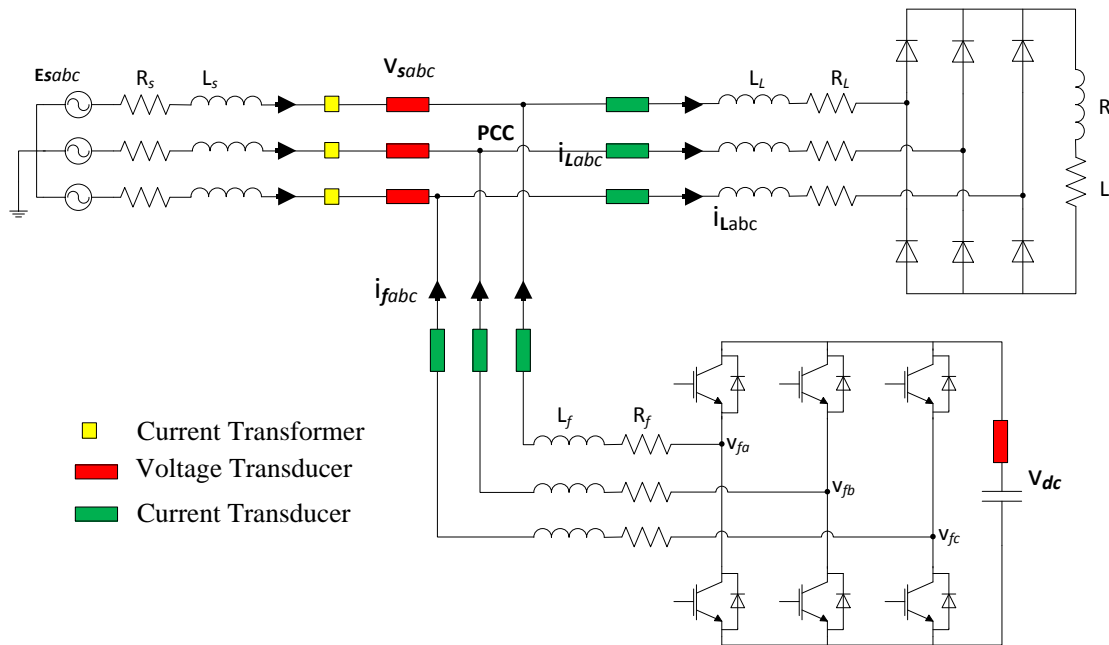 Esabc
Rs
Ls
Vsabc
LL
RL
R
PCC
iLabc
L
iLabc
ifabc
Lf
Rf
Current Transformer
Voltage Transducer
Current Transducer
vfa
vfb
vfc
Vdc